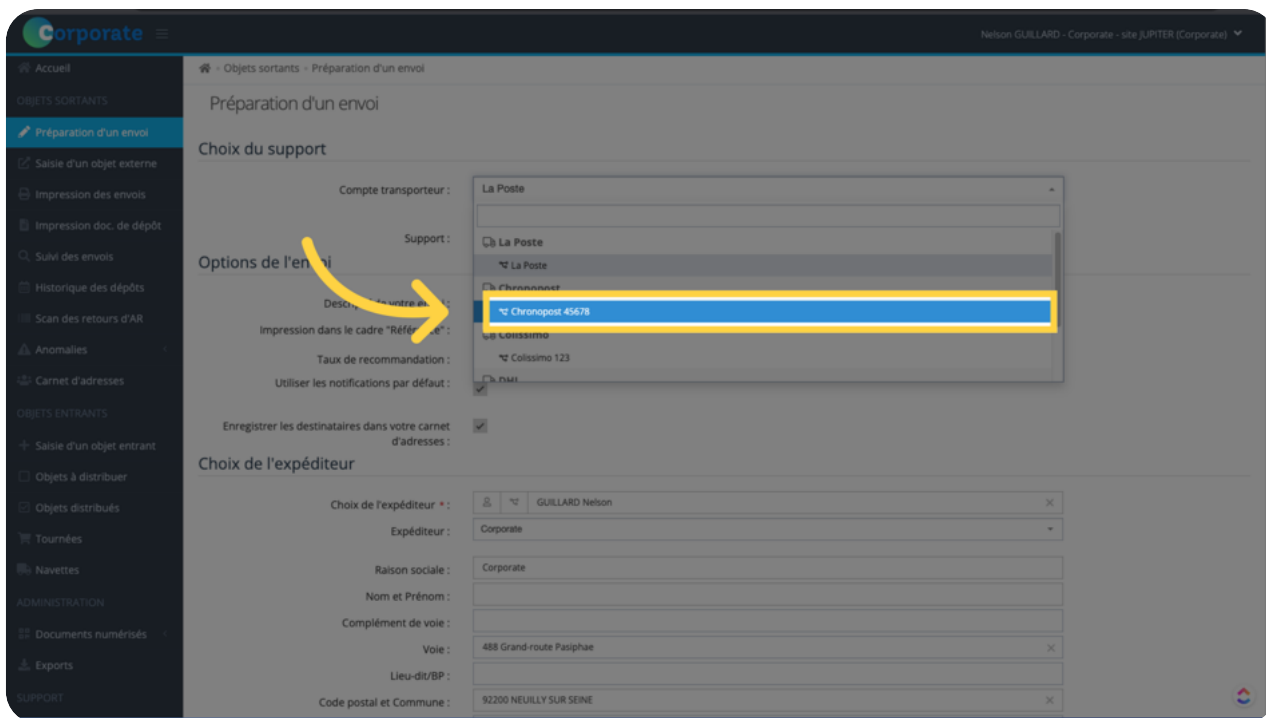 Corporate
Nelson GUILLARD - Corporate - site JUPITER (Corporate)
Accueil
OBJETS SORTANTS
Préparation d'un envoi
Saisie d'un objet externe
Impression des envois
Impression doc. de dépôt
Suivi des envois
Historique des dépôts
Scan des retours d'AR
Anomalies
Carnet d'adresses
OBJETS ENTRANTS
Saisie d'un objet entrant
Objets à distribuer
Objets distribués
Tournées
Navettes
ADMINISTRATION
Documents numérisés
Exports
SUPPORT
Objets sortants - Préparation d'un envoi
Préparation d'un envoi
Choix du support
Compte transporteur :
La Poste
Support :
La Poste
La Poste
Chronopost
Chronopost 45678
Colissimo
Colissimo 123
DHL
Options de l'envoi
votre
Impression dans le cadre
Taux de recommandation :
Utiliser les notifications par défaut :
Enregistrer les destinataires dans votre carnet
d'adresses :
Choix de l'expéditeur
Choix de l'expéditeur * :
GUILLARD Nelson
Expéditeur :
Corporate
Raison sociale :
Corporate
Nom et Prénom :
Complément de voie :
Voie :
488 Grand-route Pasiphae
Lieu-dit/BP :
Code postal et Commune :
92200 NEUILLY SUR SEINE